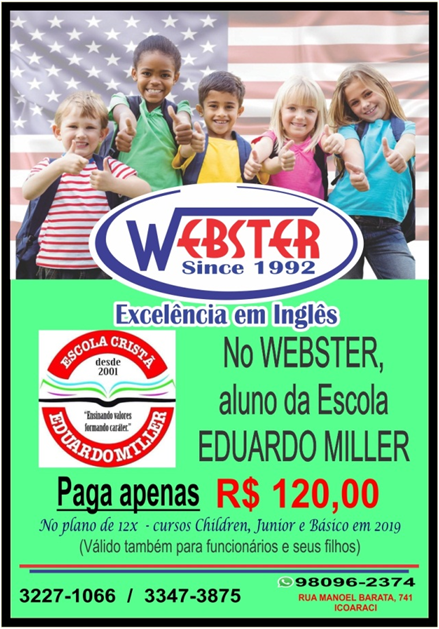 WEBSTER
Since 1992
Excelência em Inglês
ESCOLA CRISTÃ
desde
2001
"Ensinando valores
formando caráter."
EDUARDO MILLER
No WEBSTER,
aluno da Escola
EDUARDO MILLER
Paga apenas R$ 120,00
No plano de 12x - cursos Children, Junior e Básico em 2019
(Válido também para funcionários e seus filhos)
98096-2374
3227-1066 / 3347-3875
RUA MANOEL BARATA, 741
ICOARACI